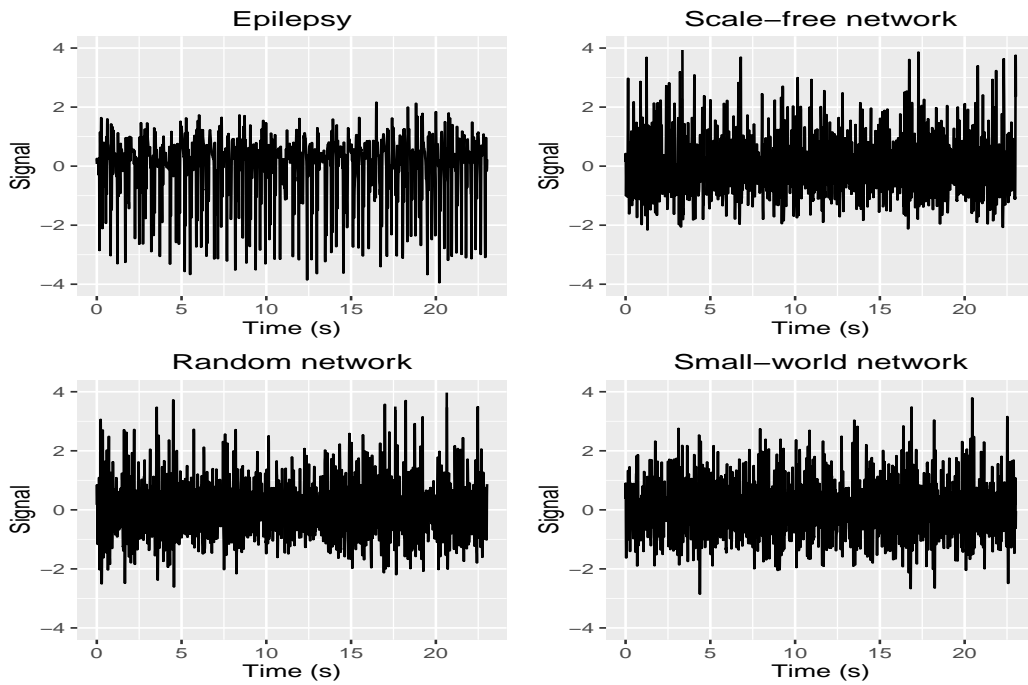 Epilepsy
Signal
4
2
0
−2
−4
0 5 10 15 20
Time (s)
Scale−free network
Signal
4
2
0
−2
−4
0 5 10 15 20
Time (s)
Random network
Signal
4
2
0
−2
−4
0 5 10 15 20
Time (s)
Small−world network
Signal
4
2
0
−2
−4
0 5 10 15 20
Time (s)